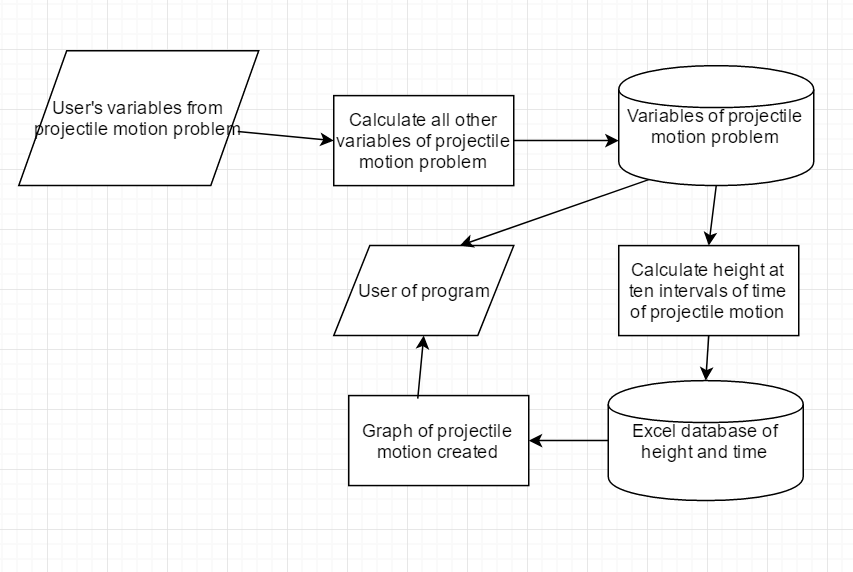 User's variables from
projectile motion problem
Calculate all other
variables of projectile
motion problem
Variables of projectile
motion problem
User of program
Calculate height at
ten intervals of time
of projectile motion
Graph of projectile
motion created
Excel database of
height and time